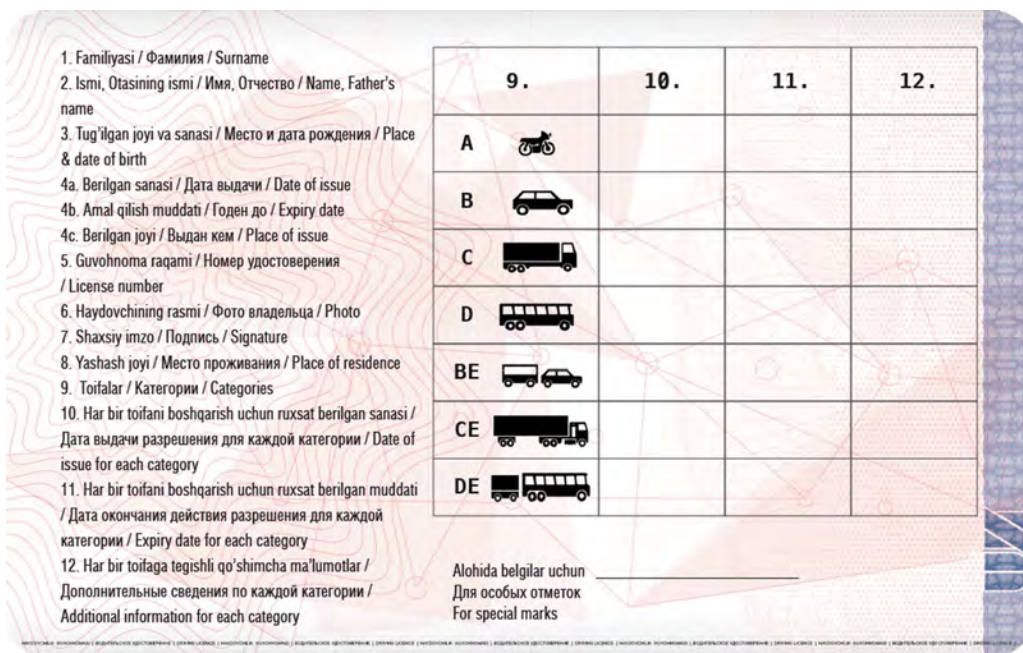 1. Familiyasi / Фамилия / Surname
2. Ismi, Otasining ismi / Имя, Отчество / Name, Father's
name
3. Tug'ilgan joyi va sanasi / Место и дата рождения / Place
& date of birth
4a. Berilgan sanasi / Дата выдачи / Date of issue
4b. Amal qilish muddati / Годен до / Expiry date
4c. Berilgan joyi / Выдан кем / Place of issue
5. Guvohnoma raqami / Номер удостоверения
/ License number
6. Haydovchining rasmi / Фото владельца / Photo
7. Shaxsiy imzo / Подпись / Signature
8. Yashash joyi / Место проживания / Place of residence
9. Toifalar / Категории / Categories
10. Har bir toifani boshqarish uchun ruxsat berilgan sanasi /
Дата выдачи разрешения для каждой категории / Date of
issue for each category
11. Har bir toifani boshqarish uchun ruxsat berilgan muddati
/ Дата окончания действия разрешения для каждой
категории / Expiry date for each category
12. Har bir toifaga tegishli qo'shimcha ma'lumotlar /
Дополнительные сведения по каждой категории /
Additional information for each category
9. 10. 11. 12.
A
B
C
D
BE
CE
DE
Alohida belgilar uchun
Для особых отметок
For special marks